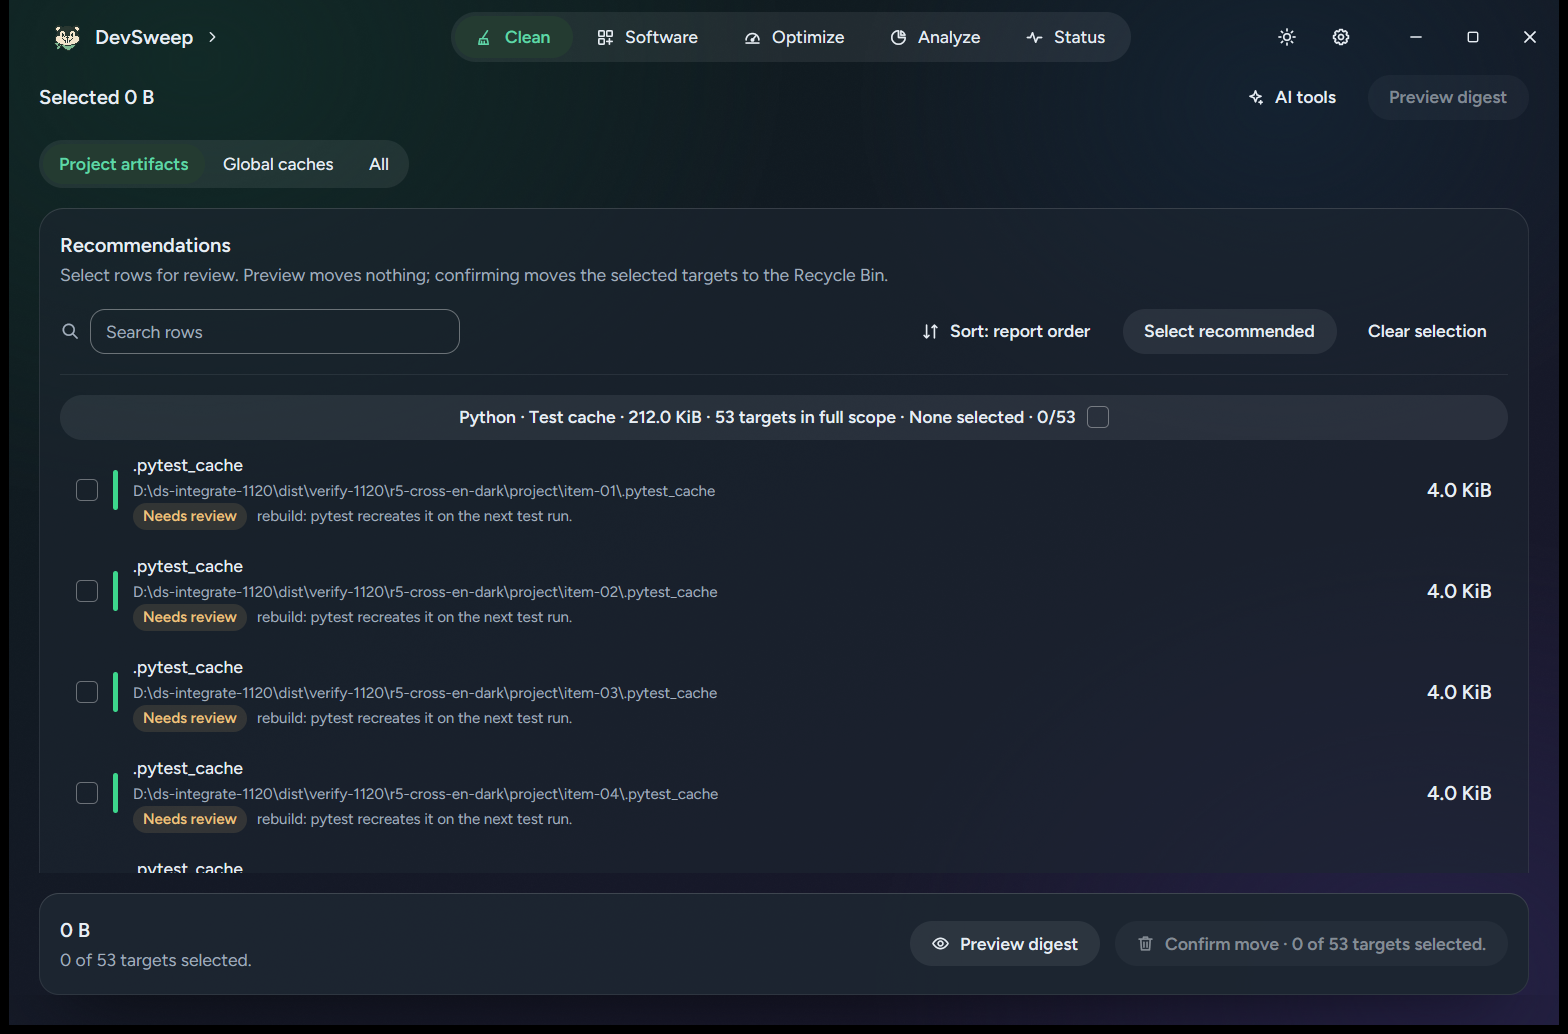 DevSweep
Clean
Software
Optimize
Analyze
Status
Selected 0 B
AI tools
Preview digest
Project artifacts
Global caches
All
Recommendations
Select rows for review. Preview moves nothing; confirming moves the selected targets to the Recycle Bin.
Search rows
Sort: report order
Select recommended
Clear selection
Python · Test cache · 212.0 KiB · 53 targets in full scope · None selected · 0/53
.pytest_cache
D:\ds-integrate-1120\dist\verify-1120\r5-cross-en-dark\project\item-01\.pytest_cache
4.0 KiB
Needs review rebuild: pytest recreates it on the next test run.
.pytest_cache
D:\ds-integrate-1120\dist\verify-1120\r5-cross-en-dark\project\item-02\.pytest_cache
4.0 KiB
Needs review rebuild: pytest recreates it on the next test run.
.pytest_cache
D:\ds-integrate-1120\dist\verify-1120\r5-cross-en-dark\project\item-03\.pytest_cache
4.0 KiB
Needs review rebuild: pytest recreates it on the next test run.
.pytest_cache
D:\ds-integrate-1120\dist\verify-1120\r5-cross-en-dark\project\item-04\.pytest_cache
4.0 KiB
Needs review rebuild: pytest recreates it on the next test run.
.pytest_cache
0 B
0 of 53 targets selected.
Preview digest
Confirm move · 0 of 53 targets selected.